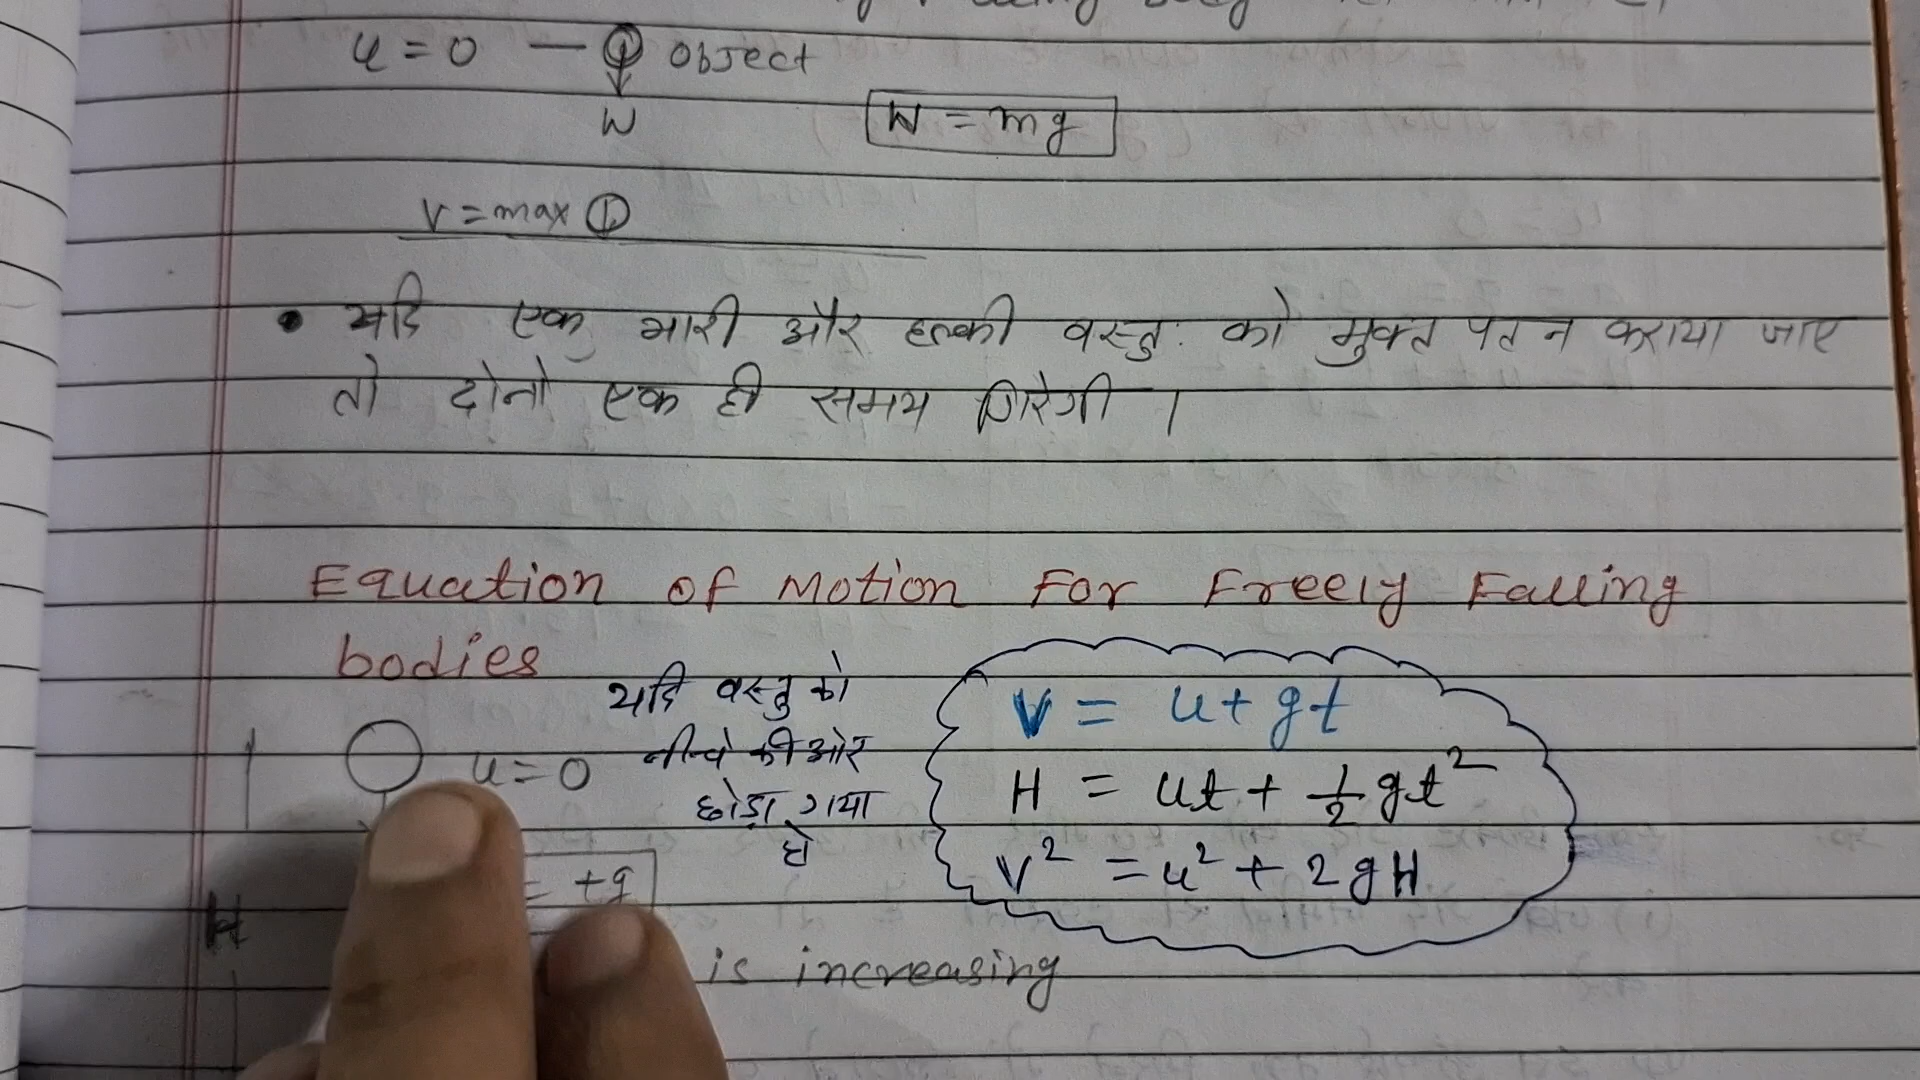 u = 0 — object
W
W = mg
v = max
• यदि एक भारी और हल्की वस्तु को मुक्त पतन कराया जाए
तो दोनो एक ही समय गिरेगी ।
Equation of Motion For Freely Falling
bodies
यदि वस्तु को
नीचे की ओर
छोड़ा गया
हो
u = 0
= +g
H
V = u + gt
H = ut + ½ gt²
V² = u² + 2gH
is increasing